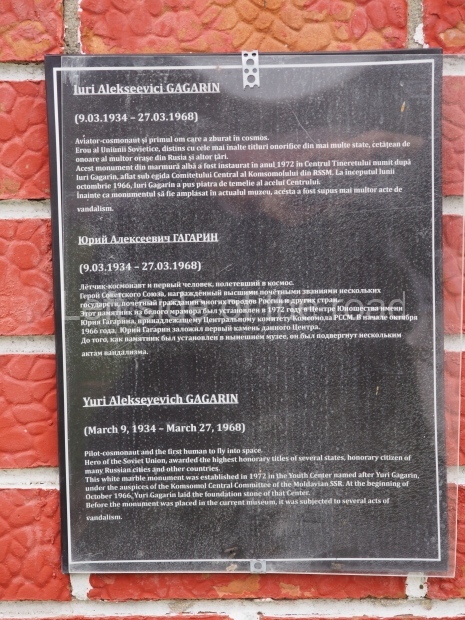 Iuri Alekseevici GAGARIN
(9.03.1934 – 27.03.1968)
Aviator-cosmonaut și primul om care a zburat în cosmos.
Erou al Uniunii Sovietice, distins cu cele mai înalte titluri onorifice din mai multe state, cetățean de
onoare al multor orașe din Rusia și altor țări.
Acest monument din marmură albă a fost instaurat în anul 1972 în Centrul Tineretului numit după
Iuri Gagarin, aflat sub egida Comitetului Central al Komsomolului din RSSM. La începutul lunii
octombrie 1966, Iuri Gagarin a pus piatra de temelie al acelui Centrului.
Înainte ca monumentul să fie amplasat în actualul muzeu, acesta a fost supus mai multor acte de
vandalism.
Юрий Алексеевич ГАГАРИН
(9.03.1934 – 27.03.1968)
Лётчик-космонавт и первый человек, полетевший в космос.
Герой Советского Союза, награждённый высшими почётными званиями нескольких
государств, почётный гражданин многих городов России и других стран.
Этот памятник из белого мрамора был установлен в 1972 году в Центре Юношества имени
Юрия Гагарина, принадлежащему Центральному комитету Комсомола РССМ. В начале октября
1966 года, Юрий Гагарин заложил первый камень данного Центра.
До того, как памятник был установлен в нынешнем музее, он был подвергнут нескольким
актам вандализма.
Yuri Alekseyevich GAGARIN
(March 9, 1934 – March 27, 1968)
Pilot-cosmonaut and the first human to fly into space.
Hero of the Soviet Union, awarded the highest honorary titles of several states, honorary citizen of
many Russian cities and other countries.
This white marble monument was established in 1972 in the Youth Center named after Yuri Gagarin,
under the auspices of the Komsomol Central Committee of the Moldavian SSR. At the beginning of
October 1966, Yuri Gagarin laid the foundation stone of that Center.
Before the monument was placed in the current museum, it was subjected to several acts of
vandalism.